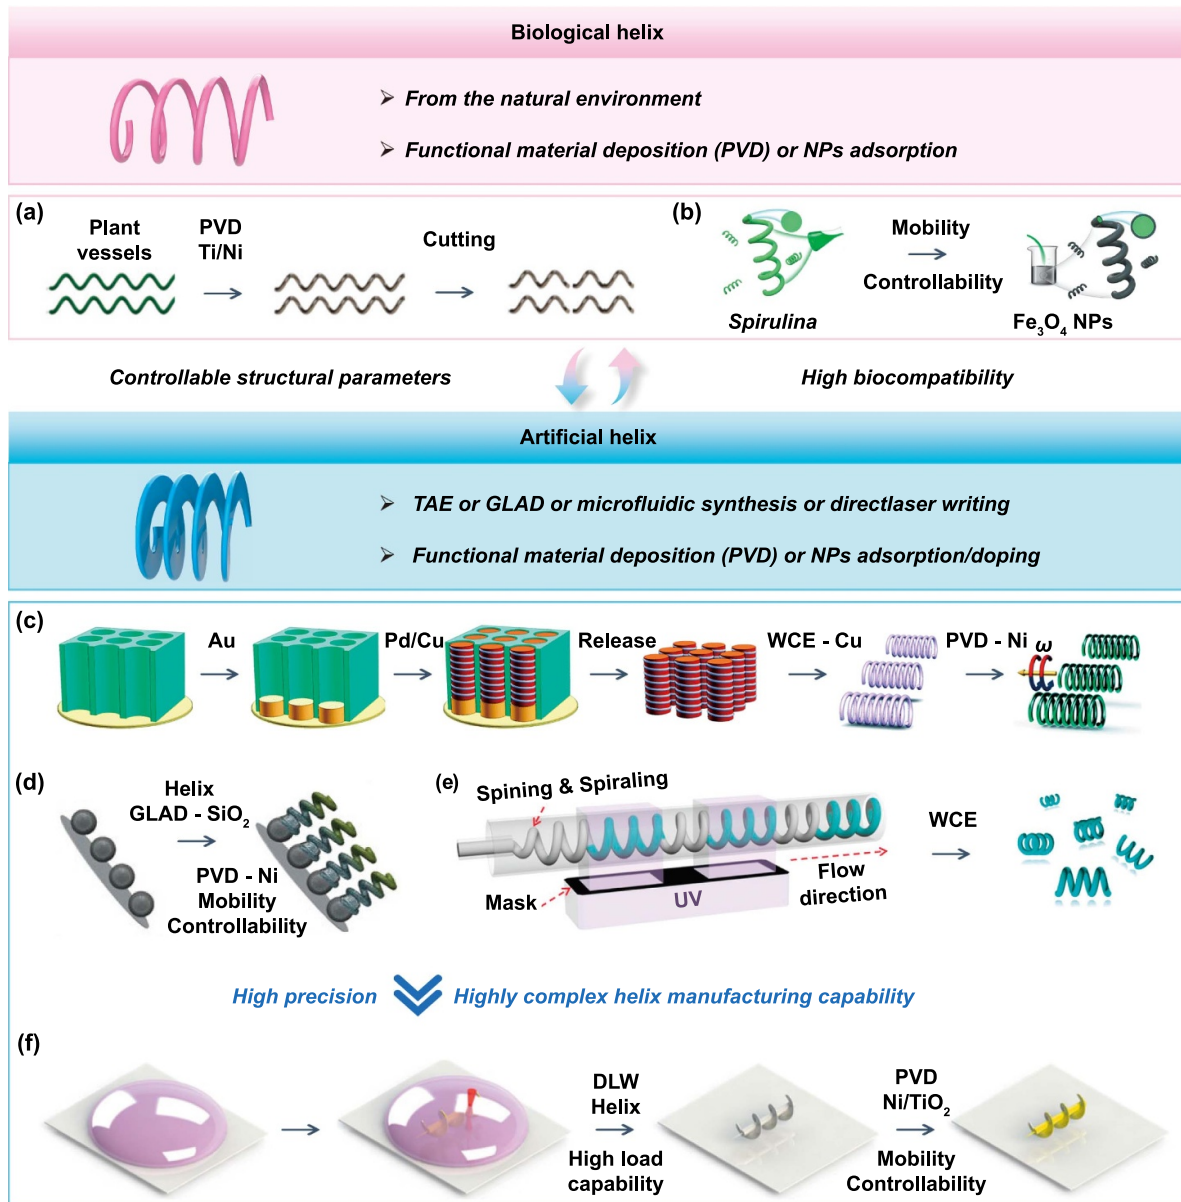 Biological helix
➢ From the natural environment
➢ Functional material deposition (PVD) or NPs adsorption
(a)
Plant
vessels
PVD
Ti/Ni
Cutting
(b)
Mobility
Controllability
Spirulina
Fe₃O₄ NPs
Controllable structural parameters
High biocompatibility
Artificial helix
➢ TAE or GLAD or microfluidic synthesis or directlaser writing
➢ Functional material deposition (PVD) or NPs adsorption/doping
(c)
Au
Pd/Cu
Release
WCE - Cu
PVD - Ni
ω
(d)
Helix
GLAD - SiO₂
PVD - Ni
Mobility
Controllability
(e)
Spining & Spiraling
Mask
UV
Flow
direction
WCE
High precision
Highly complex helix manufacturing capability
(f)
DLW
Helix
High load
capability
PVD
Ni/TiO₂
Mobility
Controllability